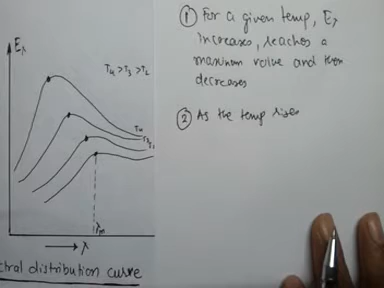 Eλ
T4 > T3 > T2
T4
T3
λm
λ
ctral distribution curve
① For a given temp, Eλ
increases, reaches a
maximum value and then
decreases
② As the temp rises